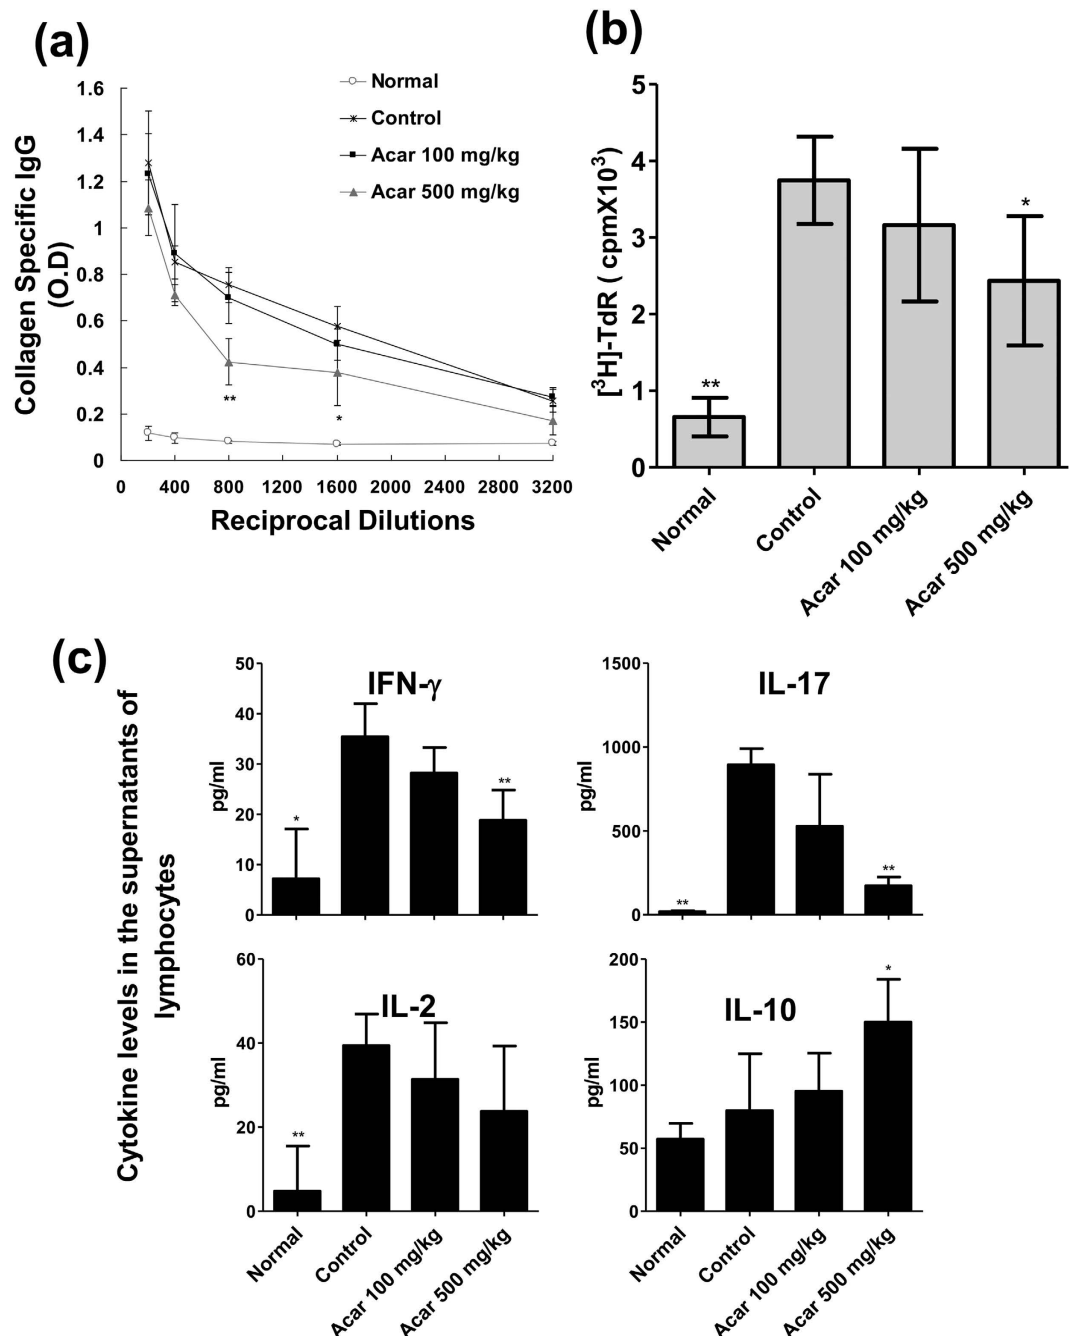 (a)
Normal
Control
Acar 100 mg/kg
Acar 500 mg/kg
Collagen Specific IgG
(O.D)
1.6
1.4
1.2
1
0.8
0.6
0.4
0.2
0
**
*
0 400 800 1200 1600 2000 2400 2800 3200
Reciprocal Dilutions
(b)
[³H]-TdR ( cpmX10³)
5
4
3
2
1
0
**
*
Normal
Control
Acar 100 mg/kg
Acar 500 mg/kg
(c)
Cytokine levels in the supernatants of
lymphocytes
IFN-γ
pg/ml
50
40
30
20
10
0
*
**
IL-17
pg/ml
1500
1000
500
0
**
**
IL-2
pg/ml
60
40
20
0
**
Normal
Control
Acar 100 mg/kg
Acar 500 mg/kg
IL-10
pg/ml
200
150
100
50
0
*
Normal
Control
Acar 100 mg/kg
Acar 500 mg/kg